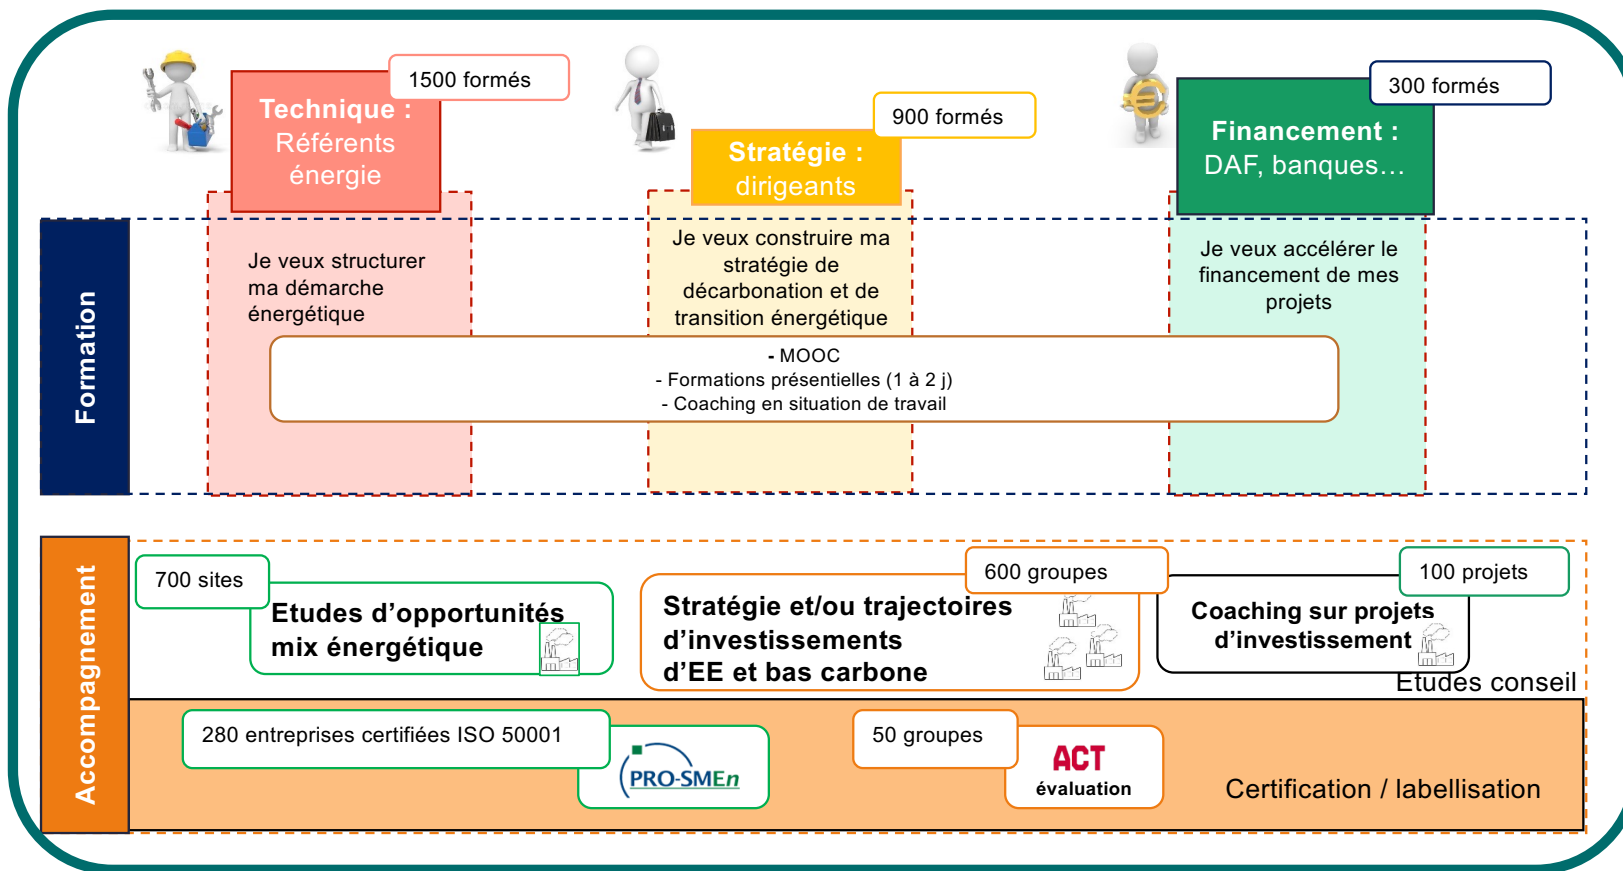 1500 formés
Technique :
Référents
énergie
900 formés
Stratégie :
dirigeants
300 formés
Financement :
DAF, banques…
Formation
Je veux structurer
ma démarche
énergétique
Je veux construire ma
stratégie de
décarbonation et de
transition énergétique
Je veux accélérer le
financement de mes
projets
- MOOC
- Formations présentielles (1 à 2 j)
- Coaching en situation de travail
Accompagnement
700 sites
Etudes d’opportunités
mix énergétique
600 groupes
Stratégie et/ou trajectoires
d’investissements
d’EE et bas carbone
100 projets
Coaching sur projets
d’investissement
Etudes conseil
280 entreprises certifiées ISO 50001
PRO-SMEn
50 groupes
ACT
évaluation
Certification / labellisation